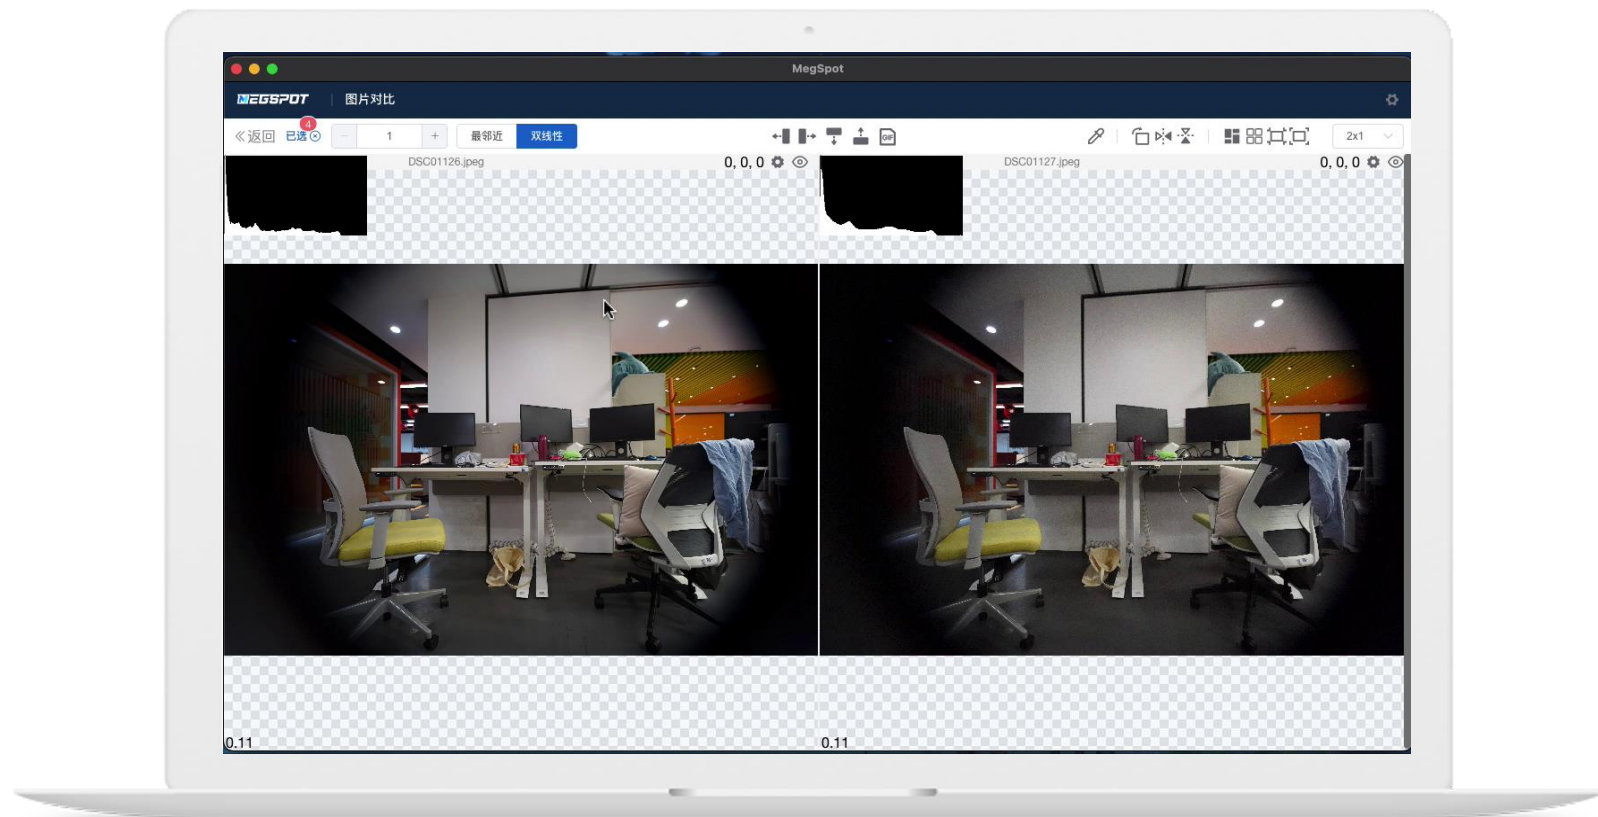 MegSpot
MEGSPOT 图片对比
返回 已选 4 − 1 + 最邻近 双线性 GIF 2x1
DSC01126.jpeg 0, 0, 0 DSC01127.jpeg 0, 0, 0
0.11 0.11